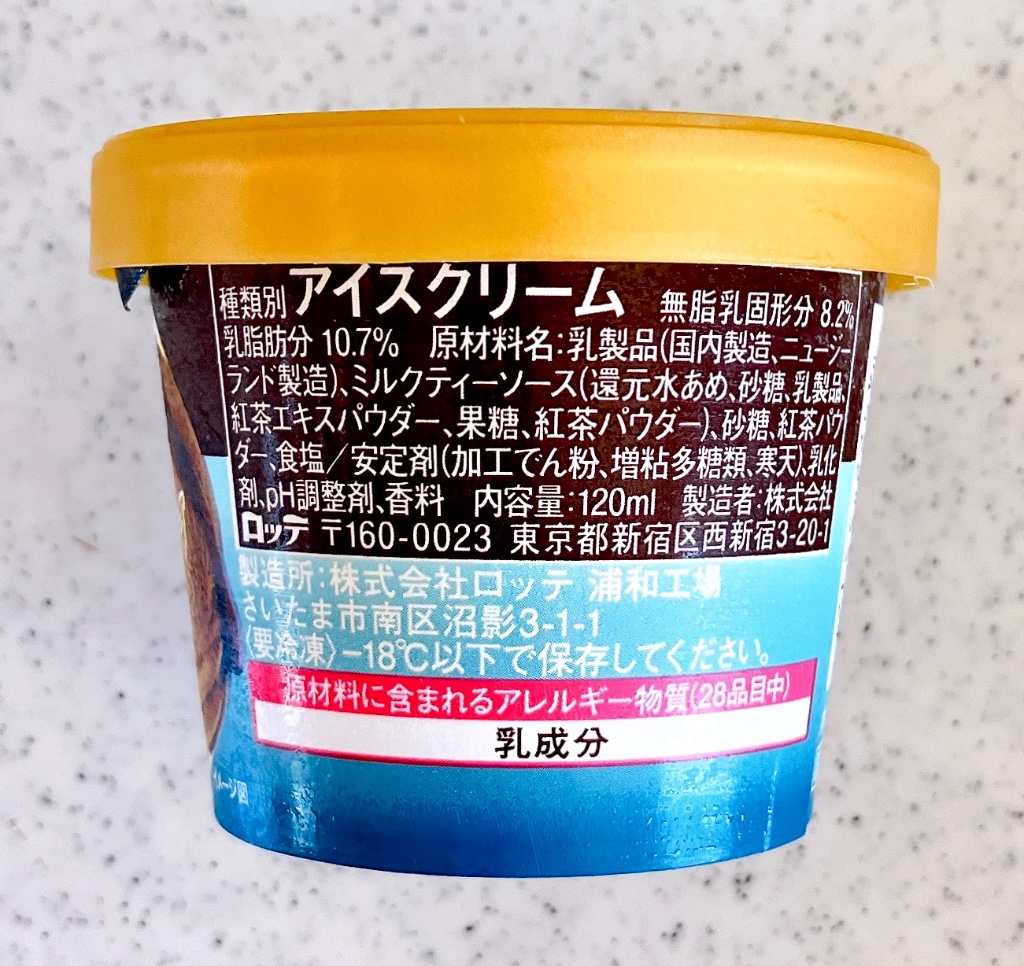 種類別 アイスクリーム 無脂乳固形分 8.2%
乳脂肪分 10.7% 原材料名:乳製品(国内製造、ニュージー
ランド製造)、ミルクティーソース(還元水あめ、砂糖、乳製品、
紅茶エキスパウダー、果糖、紅茶パウダー)、砂糖、紅茶パウ
ダー、食塩/安定剤(加工でん粉、増粘多糖類、寒天)、乳化
剤、pH調整剤、香料 内容量:120ml 製造者:株式会社
ロッテ 〒160-0023 東京都新宿区西新宿3-20-1
製造所:株式会社ロッテ 浦和工場
さいたま市南区沼影3-1-1
〈要冷凍〉-18℃以下で保存してください。
原材料に含まれるアレルギー物質(28品目中)
乳成分
イメージ図